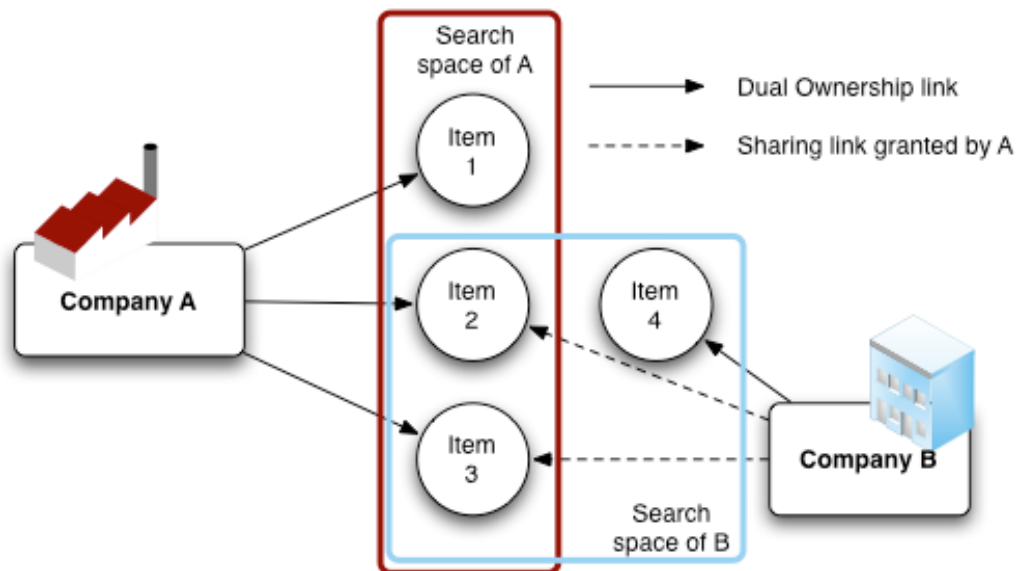 Search
space of A
Dual Ownership link
Sharing link granted by A
Item
1
Company A
Item
2
Item
4
Item
3
Company B
Search
space of B